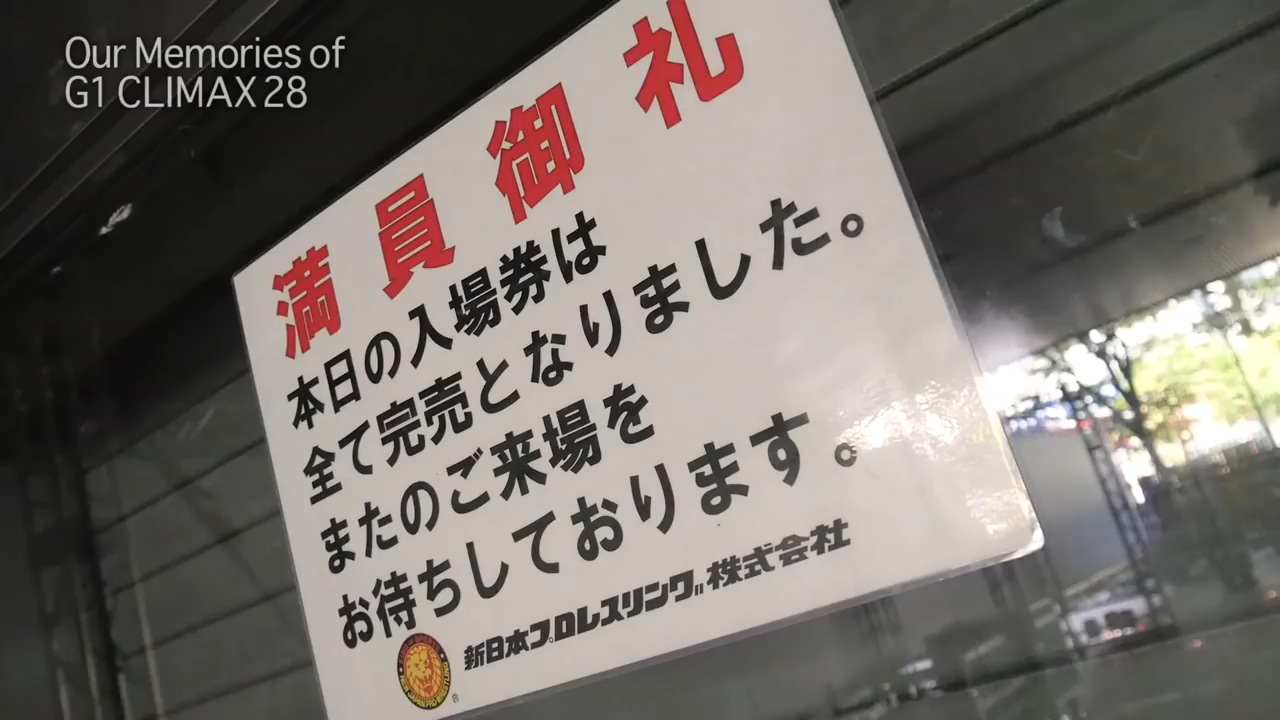 Our Memories of
G1 CLIMAX 28
満員御礼
本日の入場券は
全て完売となりました。
またのご来場を
お待ちしております。
新日本プロレスリング株式会社
®